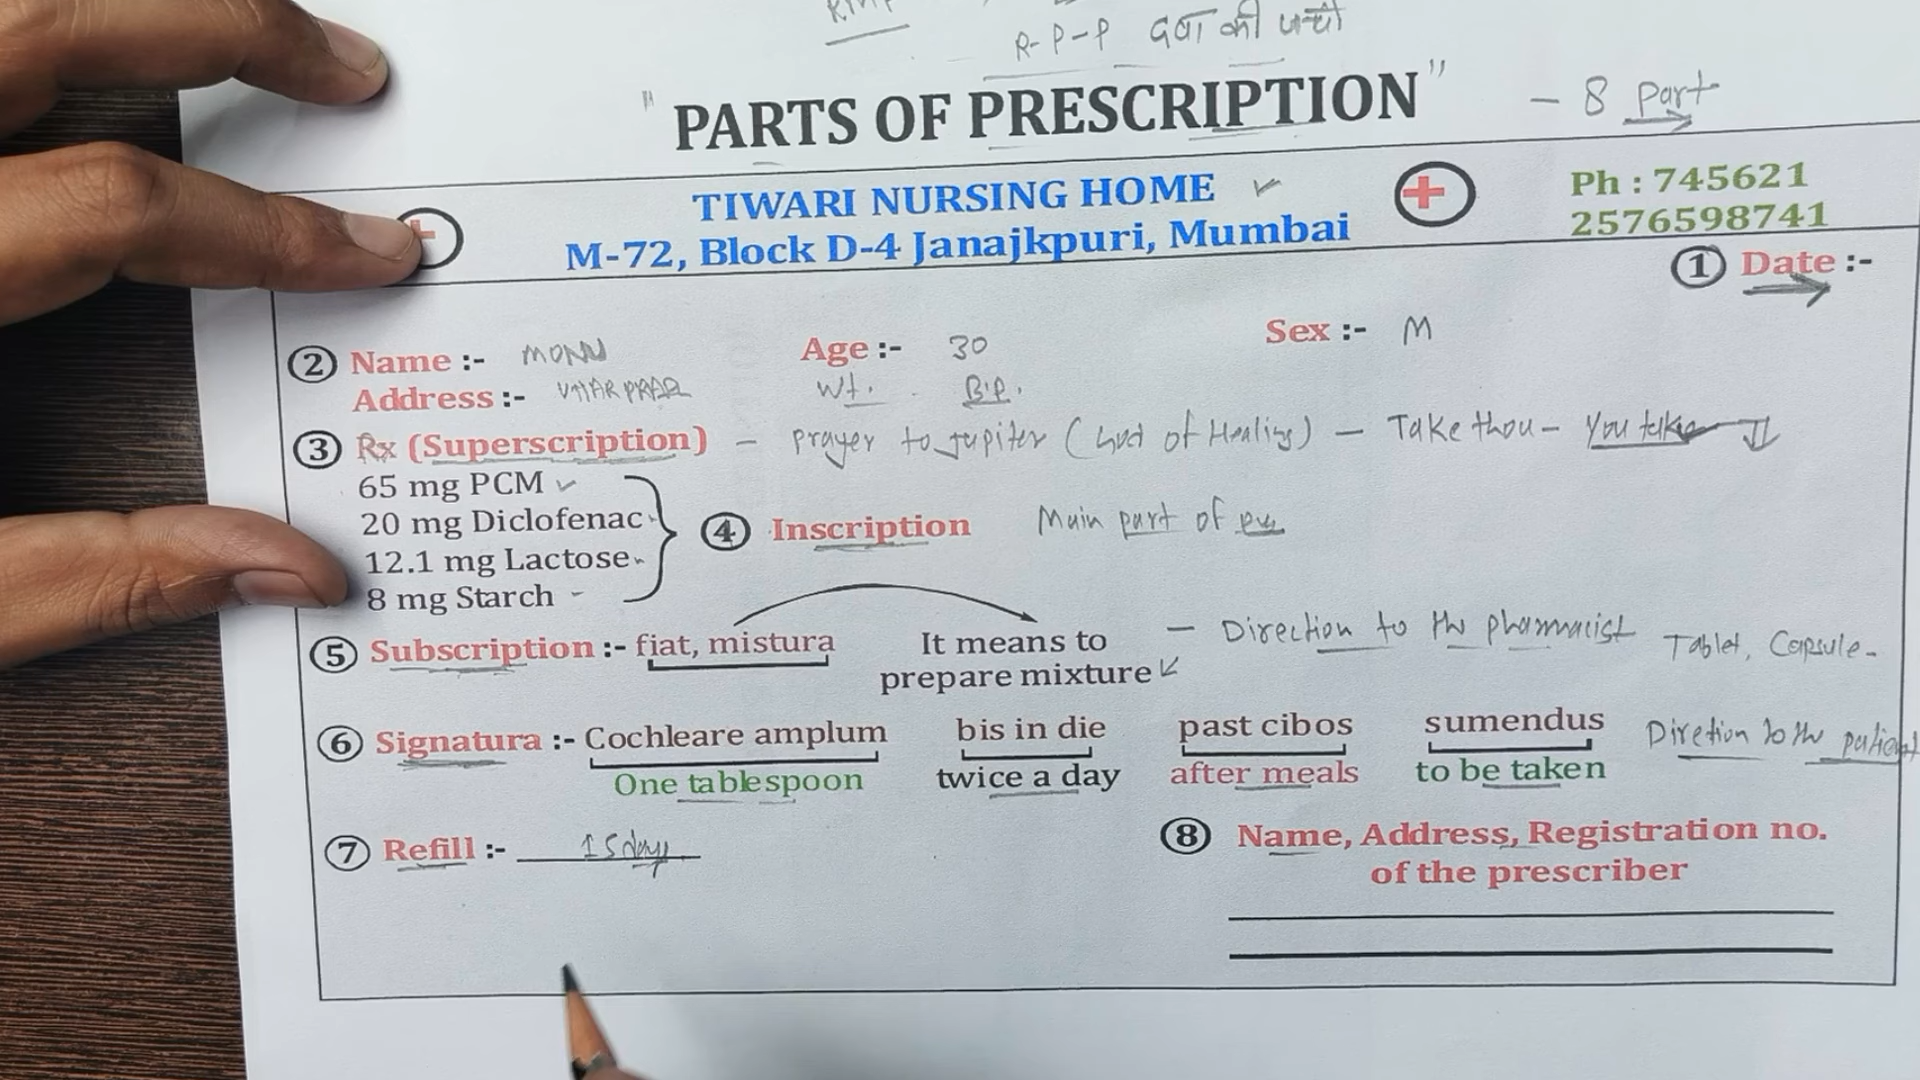 R-P-P दवा की पर्ची
"PARTS OF PRESCRIPTION" - 8 Part
TIWARI NURSING HOME
M-72, Block D-4 Janajkpuri, Mumbai
Ph : 745621
2576598741
① Date :-
② Name :- MONU Age :- 30 Sex :- M
Address :- Wt. B.P.
③ Rx (Superscription) - Prayer to Jupiter (God of Healing) - Take thou - You take
65 mg PCM
20 mg Diclofenac
12.1 mg Lactose
8 mg Starch
④ Inscription Main part of
⑤ Subscription :- fiat, mistura It means to prepare mixture - Direction to the pharmacist Tablet, Capsule-
⑥ Signatura :- Cochleare amplum bis in die past cibos sumendus Diretion to the patient
One tablespoon twice a day after meals to be taken
⑦ Refill :- 15 days
⑧ Name, Address, Registration no.
of the prescriber